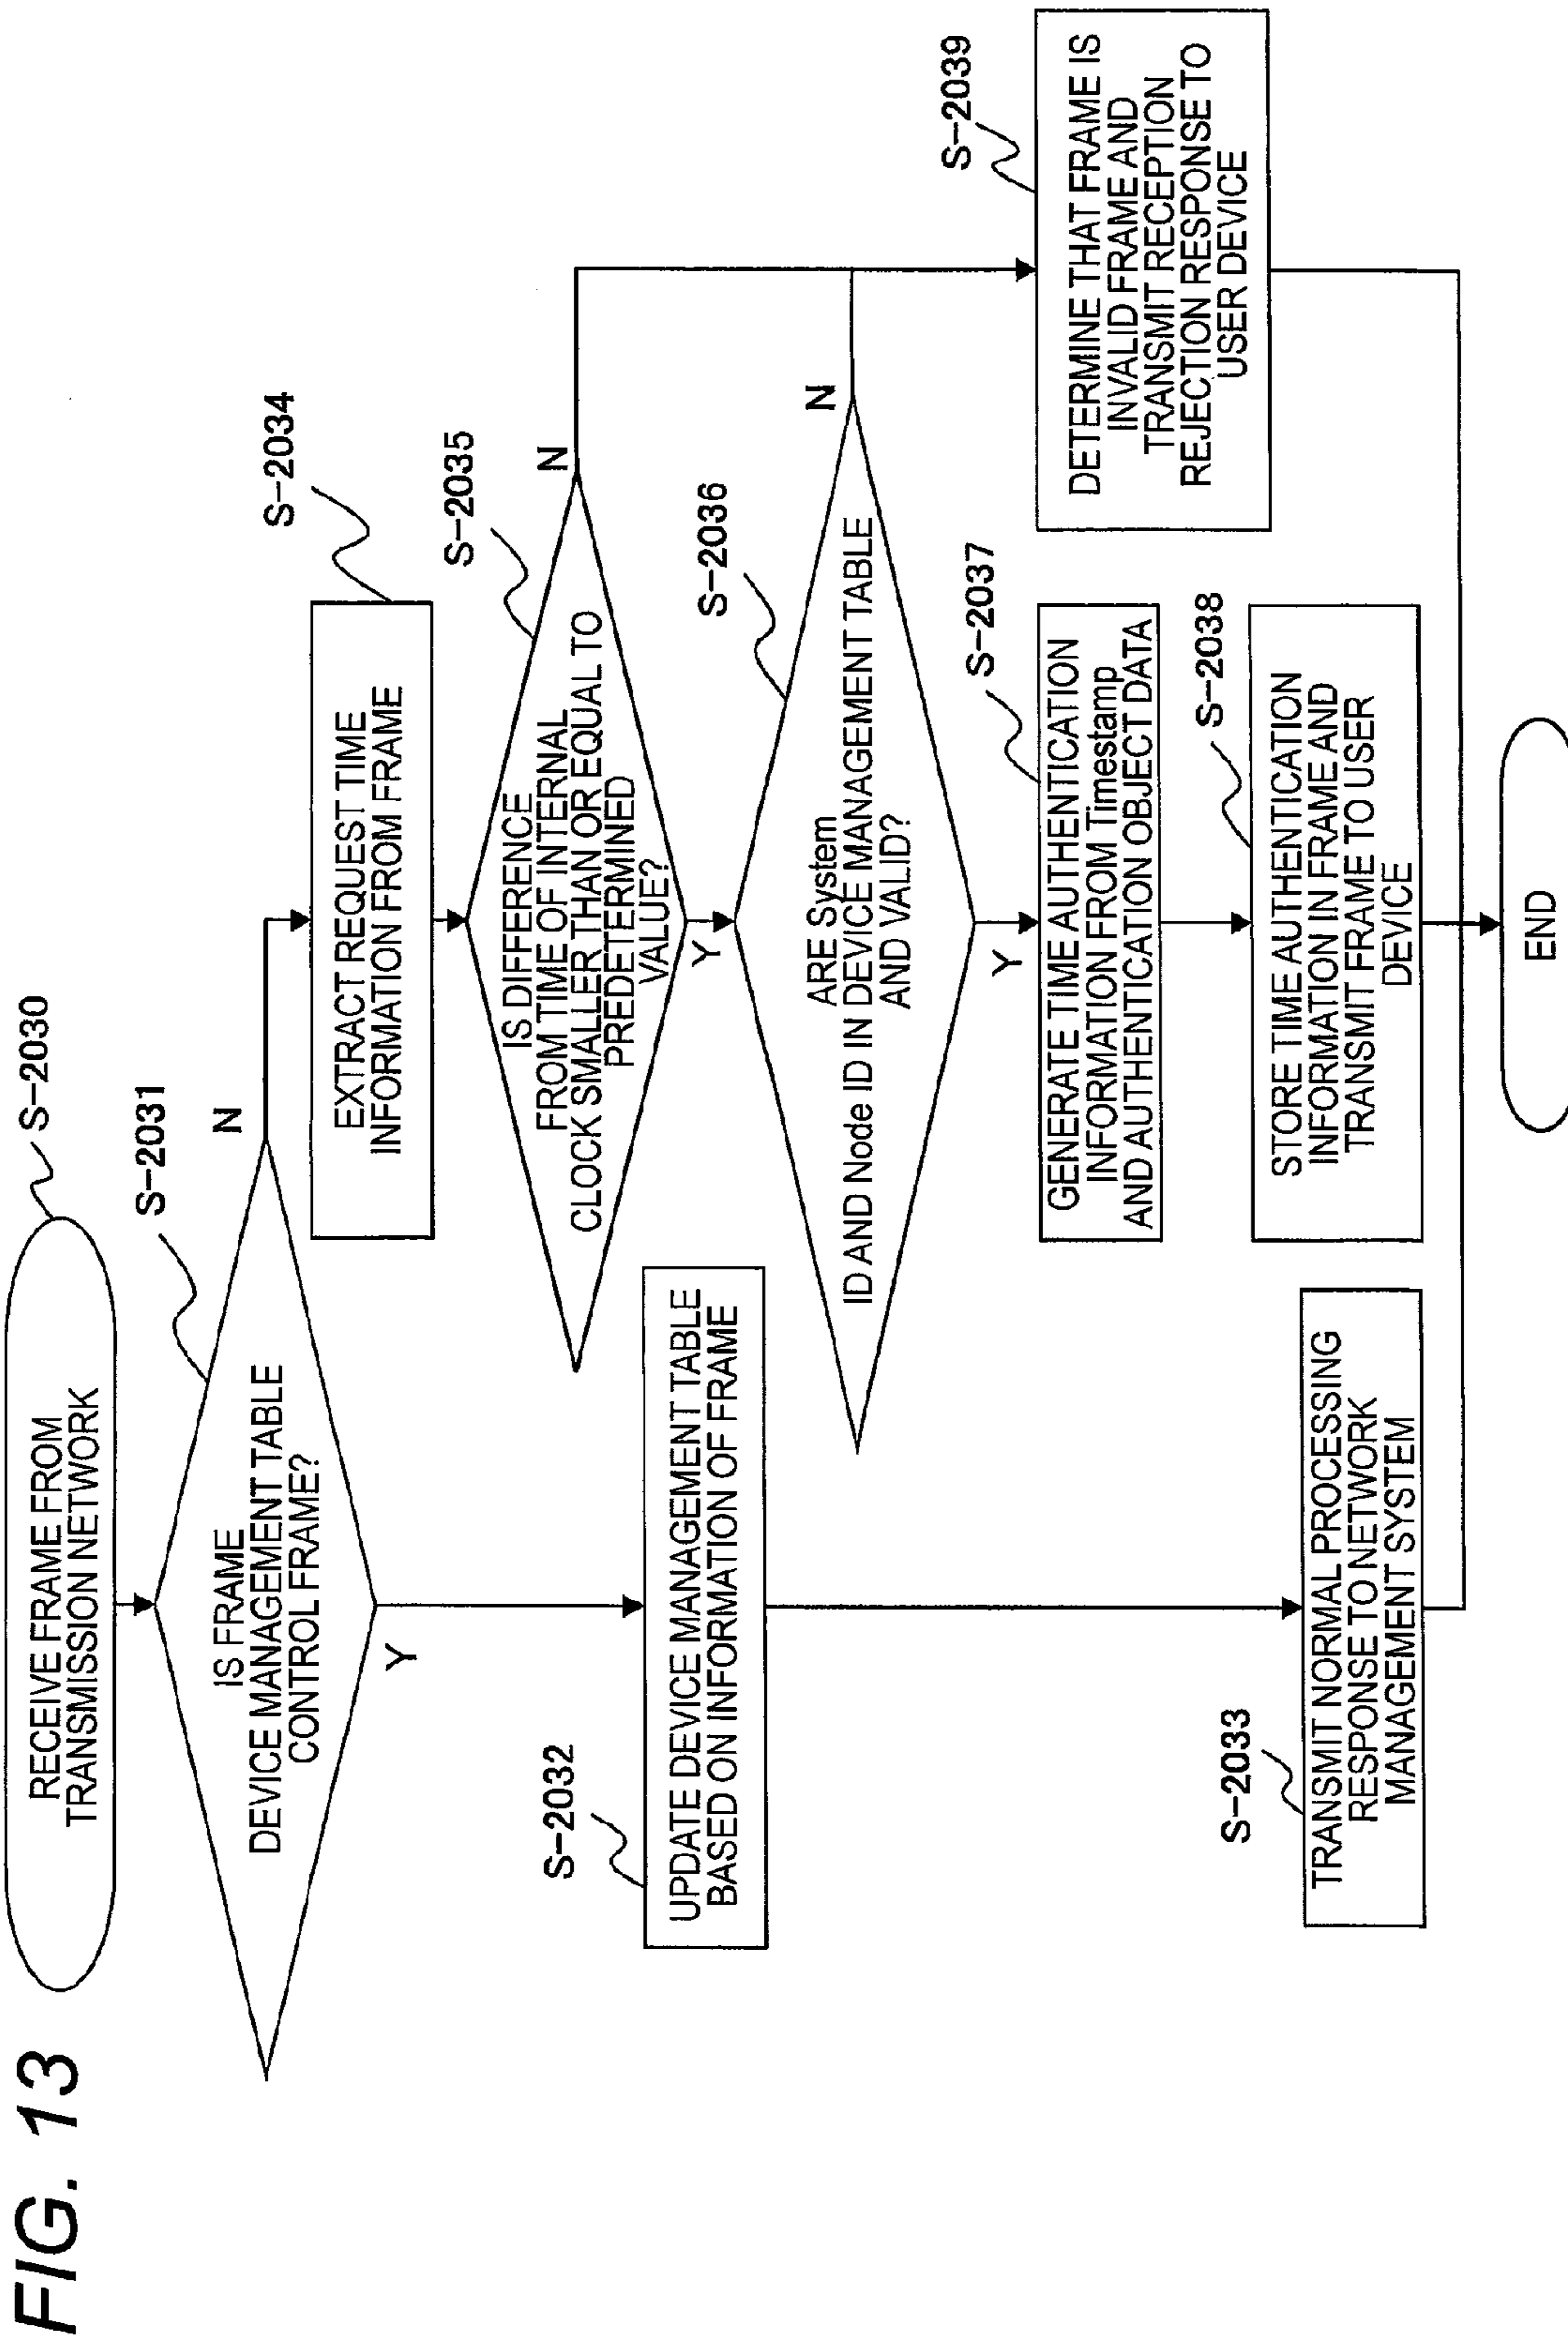 FIG. 13
RECEIVE FRAME FROM
TRANSMISSION NETWORK
S-2030
IS FRAME
DEVICE MANAGEMENT TABLE
CONTROL FRAME?
S-2031
N
Y
UPDATE DEVICE MANAGEMENT TABLE
BASED ON INFORMATION OF FRAME
S-2032
TRANSMIT NORMAL PROCESSING
RESPONSE TO NETWORK
MANAGEMENT SYSTEM
S-2033
EXTRACT REQUEST TIME
INFORMATION FROM FRAME
S-2034
IS DIFFERENCE
FROM TIME OF INTERNAL
CLOCK SMALLER THAN OR EQUAL TO
PREDETERMINED
VALUE?
S-2035
N
Y
ARE System
ID AND Node ID IN DEVICE MANAGEMENT TABLE
AND VALID?
S-2036
N
Y
GENERATE TIME AUTHENTICATION
INFORMATION FROM Timestamp
AND AUTHENTICATION OBJECT DATA
S-2037
STORE TIME AUTHENTICATION
INFORMATION IN FRAME AND
TRANSMIT FRAME TO USER
DEVICE
S-2038
DETERMINE THAT FRAME IS
INVALID FRAME AND
TRANSMIT RECEPTION
REJECTION RESPONSE TO
USER DEVICE
S-2039
END